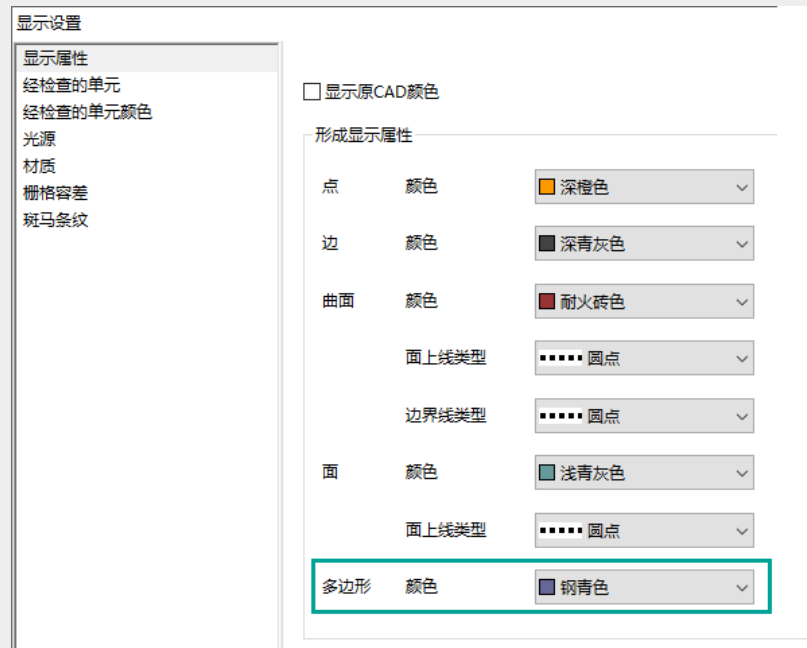 显示设置
显示属性
经检查的单元
经检查的单元颜色
光源
材质
栅格容差
斑马条纹
显示原CAD颜色
形成显示属性
点 颜色 深橙色
边 颜色 深青灰色
曲面 颜色 耐火砖色
面上线类型 圆点
边界线类型 圆点
面 颜色 浅青灰色
面上线类型 圆点
多边形 颜色 钢青色